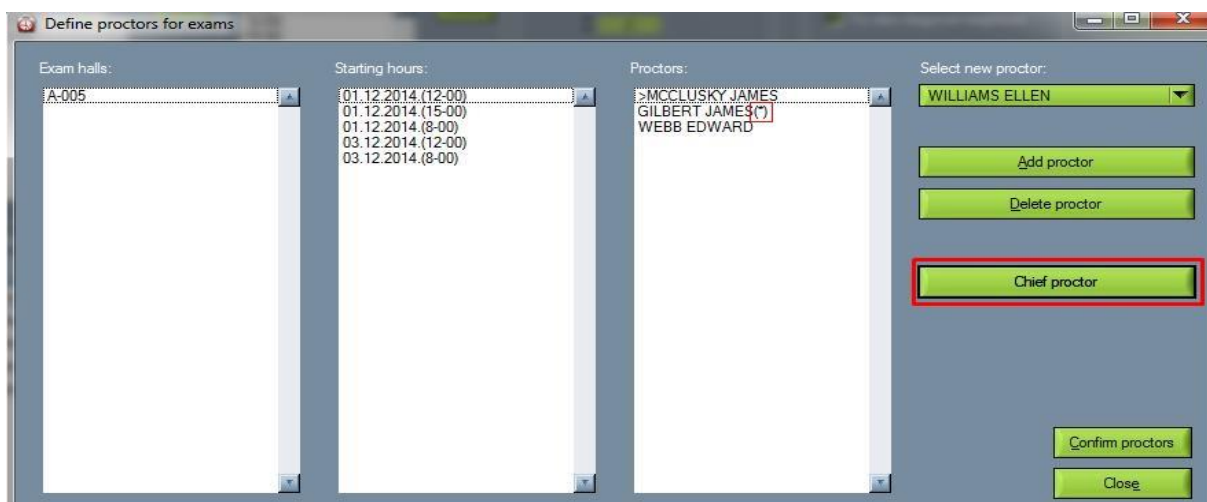 Define proctors for exams
Exam halls:
A-005
Starting hours:
01.12.2014.(12-00)
01.12.2014.(15-00)
01.12.2014.(8-00)
03.12.2014.(12-00)
03.12.2014.(8-00)
Proctors:
>MCCLUSKY JAMES
GILBERT JAMES(*)
WEBB EDWARD
Select new proctor:
WILLIAMS ELLEN
Add proctor
Delete proctor
Chief proctor
Confirm proctors
Close